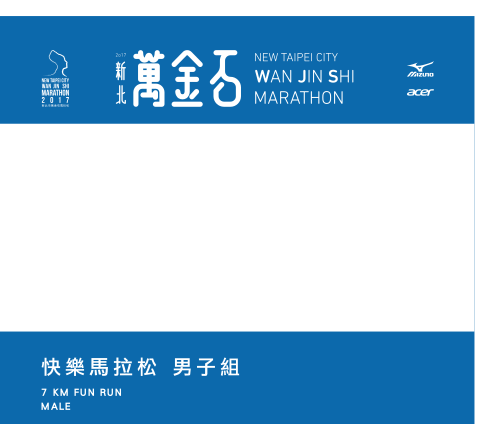 NEW TAIPEI CITY
WAN JIN SHI
MARATHON
2017
2017
新北 萬金石
NEW TAIPEI CITY
WAN JIN SHI
MARATHON
MIZUNO
acer
快樂馬拉松 男子組
7 KM FUN RUN
MALE